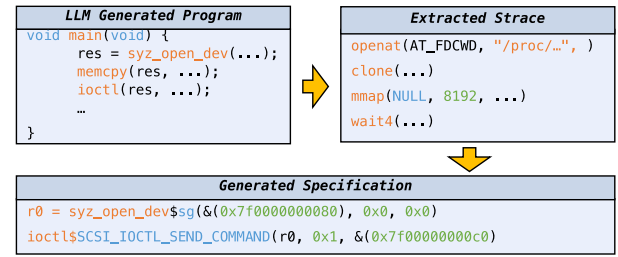 LLM Generated Program
void main(void) {
res = syz_open_dev(...);
memcpy(res, ...);
ioctl(res, ...);
…
}
Extracted Strace
openat(AT_FDCWD, "/proc/…", )
clone(...)
mmap(NULL, 8192, ...)
wait4(...)
Generated Specification
r0 = syz_open_dev$sg(&(0x7f0000000080), 0x0, 0x0)
ioctl$SCSI_IOCTL_SEND_COMMAND(r0, 0x1, &(0x7f00000000c0)